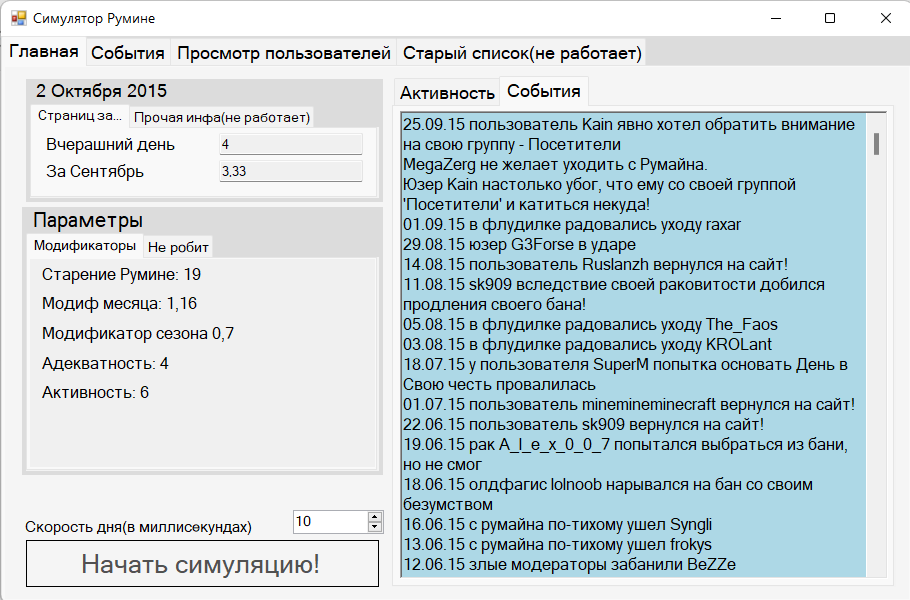 Симулятор Румине
Главная События Просмотр пользователей Старый список(не работает)
2 Октября 2015
Страниц за... Прочая инфа(не работает)
Вчерашний день 4
За Сентябрь 3,33
Параметры
Модификаторы Не робит
Старение Румине: 19
Модиф месяца: 1,16
Модификатор сезона 0,7
Адекватность: 4
Активность: 6
Скорость дня(в миллисекундах) 10
Начать симуляцию!
Активность События
25.09.15 пользователь Kain явно хотел обратить внимание
на свою группу - Посетители
MegaZerg не желает уходить с Румайна.
Юзер Kain настолько убог, что ему со своей группой
'Посетители' и катиться некуда!
01.09.15 в флудилке радовались уходу raxar
29.08.15 юзер G3Forse в ударе
14.08.15 пользователь Ruslanzh вернулся на сайт!
11.08.15 sk909 вследствие своей раковитости добился
продления своего бана!
05.08.15 в флудилке радовались уходу The_Faos
03.08.15 в флудилке радовались уходу KROLant
18.07.15 у пользователя SuperM попытка основать День в
Свою честь провалилась
01.07.15 пользователь minemineminecraft вернулся на сайт!
22.06.15 пользователь sk909 вернулся на сайт!
19.06.15 рак A_l_e_x_0_0_7 попытался выбраться из бани,
но не смог
18.06.15 олдфагис lolnoob нарывался на бан со своим
безумством
16.06.15 с румайна по-тихому ушел Syngli
13.06.15 с румайна по-тихому ушел frokys
12.06.15 злые модераторы забанили BeZZe